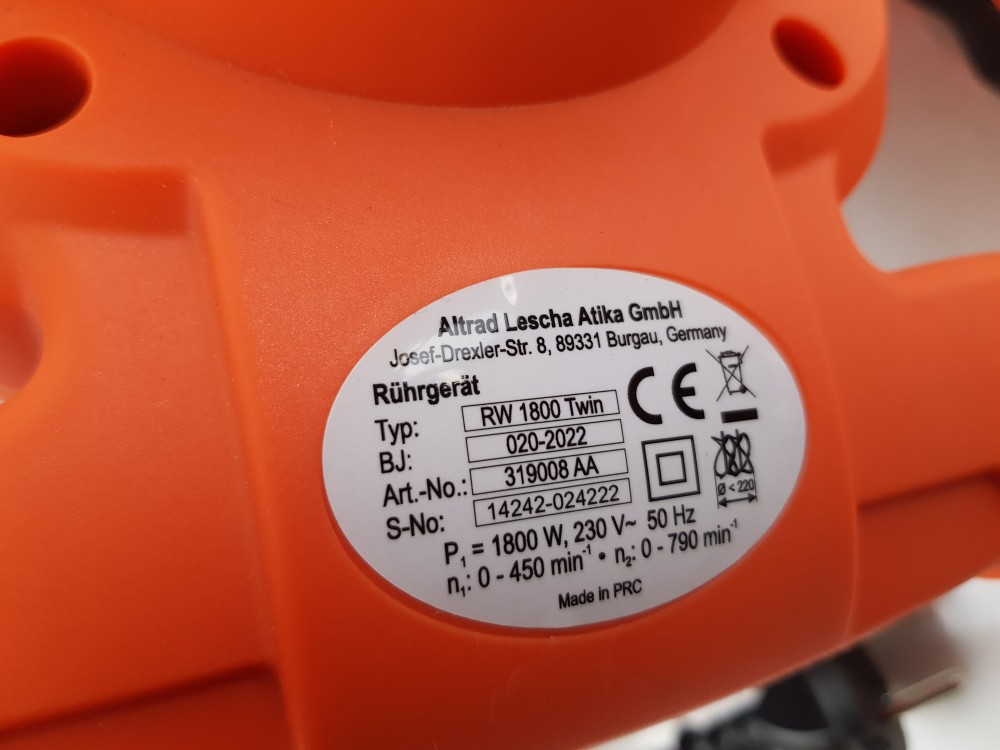 Altrad Lescha Atika GmbH
Josef-Drexler-Str. 8, 89331 Burgau, Germany
Rührgerät
Typ: RW 1800 Twin
BJ: 020-2022
Art.-No.: 319008 AA
S-No: 14242-024222
CE
Ø < 220
P₁ = 1800 W, 230 V~ 50 Hz
n₁: 0 - 450 min⁻¹ • n₂: 0 - 790 min⁻¹
Made in PRC